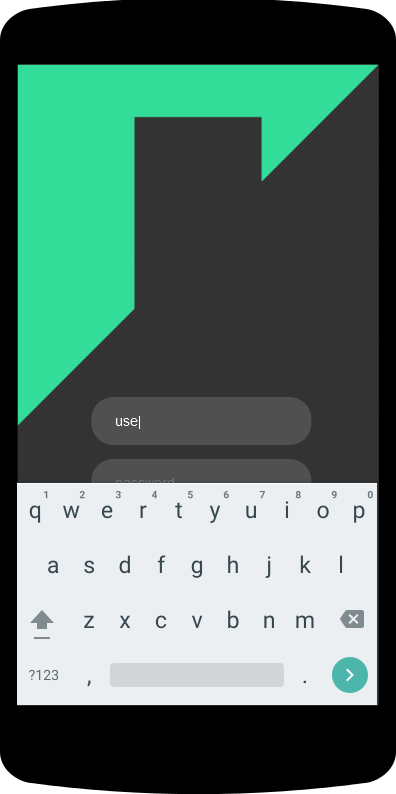 use
password
1 2 3 4 5 6 7 8 9 0
q w e r t y u i o p
a s d f g h j k l
z x c v b n m
?123 , .